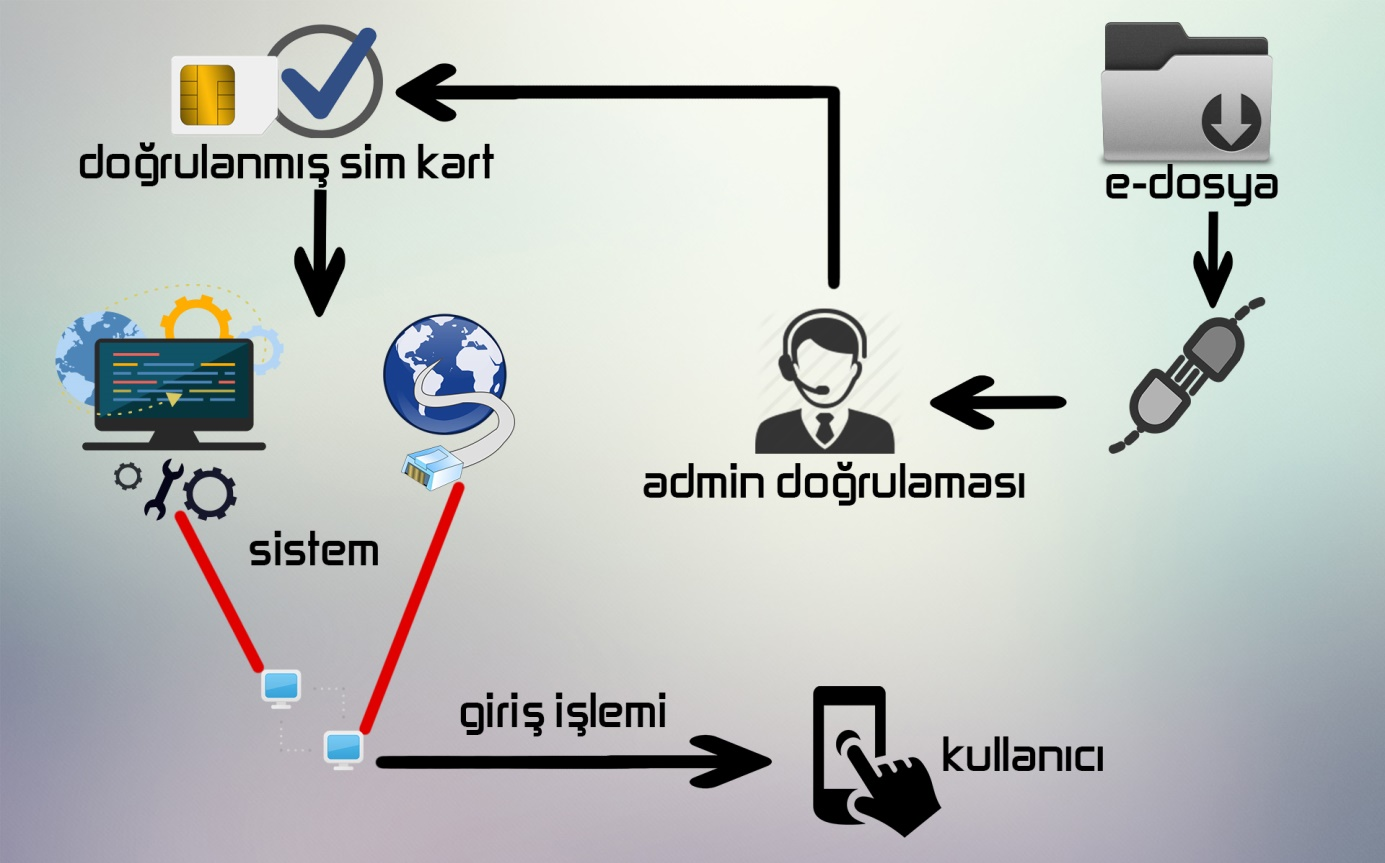 doğrulanmış sim kart
e-dosya
admin doğrulaması
sistem
giriş işlemi
kullanıcı